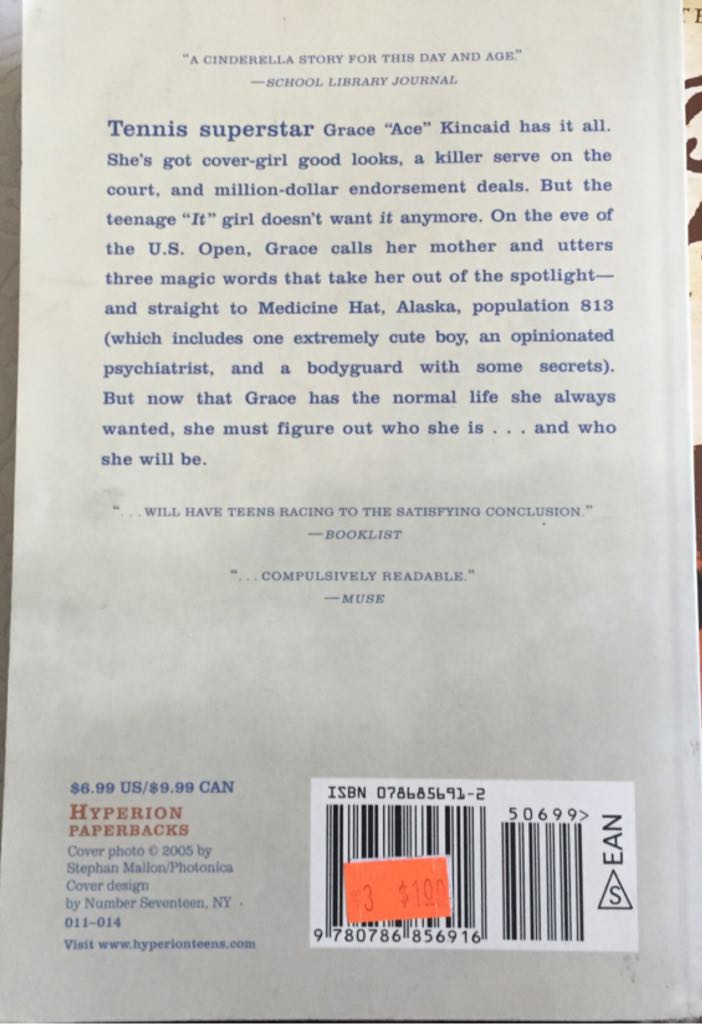 "A CINDERELLA STORY FOR THIS DAY AND AGE."
—SCHOOL LIBRARY JOURNAL
Tennis superstar Grace "Ace" Kincaid has it all.
She's got cover-girl good looks, a killer serve on the
court, and million-dollar endorsement deals. But the
teenage "It" girl doesn't want it anymore. On the eve of
the U.S. Open, Grace calls her mother and utters
three magic words that take her out of the spotlight—
and straight to Medicine Hat, Alaska, population 813
(which includes one extremely cute boy, an opinionated
psychiatrist, and a bodyguard with some secrets).
But now that Grace has the normal life she always
wanted, she must figure out who she is . . . and who
she will be.
". . . WILL HAVE TEENS RACING TO THE SATISFYING CONCLUSION."
—BOOKLIST
". . . COMPULSIVELY READABLE."
—MUSE
$6.99 US/$9.99 CAN
HYPERION
PAPERBACKS
Cover photo © 2005 by
Stephan Mallon/Photonica
Cover design
by Number Seventeen, NY
011–014
Visit www.hyperionteens.com
ISBN 078685691-2
50699>
EAN
S
3 $1.00
9 780786 856916